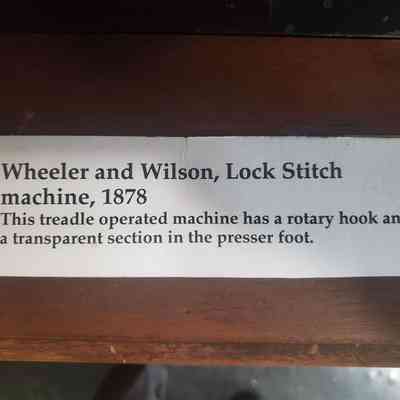 Wheeler and Wilson, Lock Stitch
machine, 1878
This treadle operated machine has a rotary hook an
a transparent section in the presser foot.